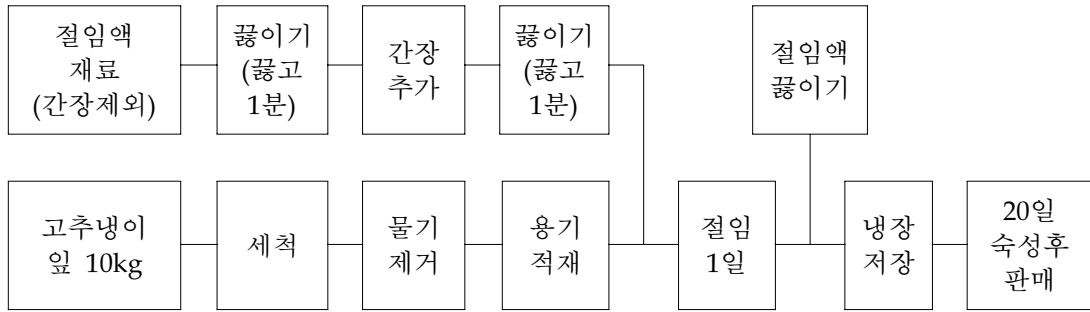 절임액
재료
(간장제외)
끓이기
(끓고
1분)
간장
추가
끓이기
(끓고
1분)
절임액
끓이기
고추냉이
잎 10kg
세척
물기
제거
용기
적재
절임
1일
냉장
저장
20일
숙성후
판매